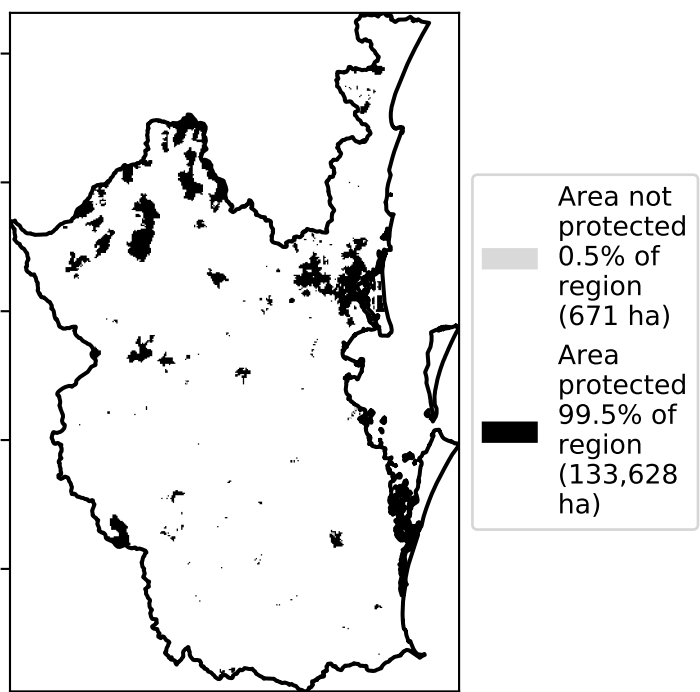 Area not
protected
0.5% of
region
(671 ha)
Area
protected
99.5% of
region
(133,628
ha)